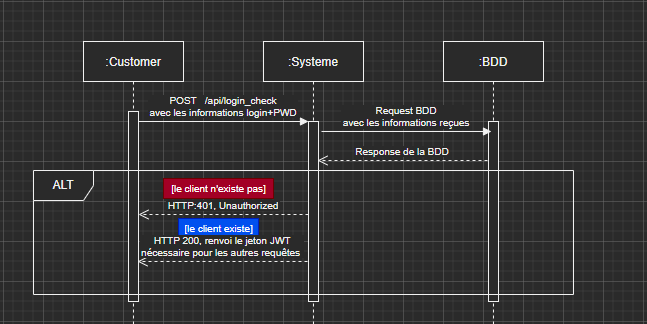 :Customer
:Systeme
:BDD
POST /api/login_check
avec les informations login+PWD
Request BDD
avec les informations reçues
Response de la BDD
ALT
[le client n'existe pas]
HTTP:401, Unauthorized
[le client existe]
HTTP 200, renvoi le jeton JWT
nécessaire pour les autres requêtes